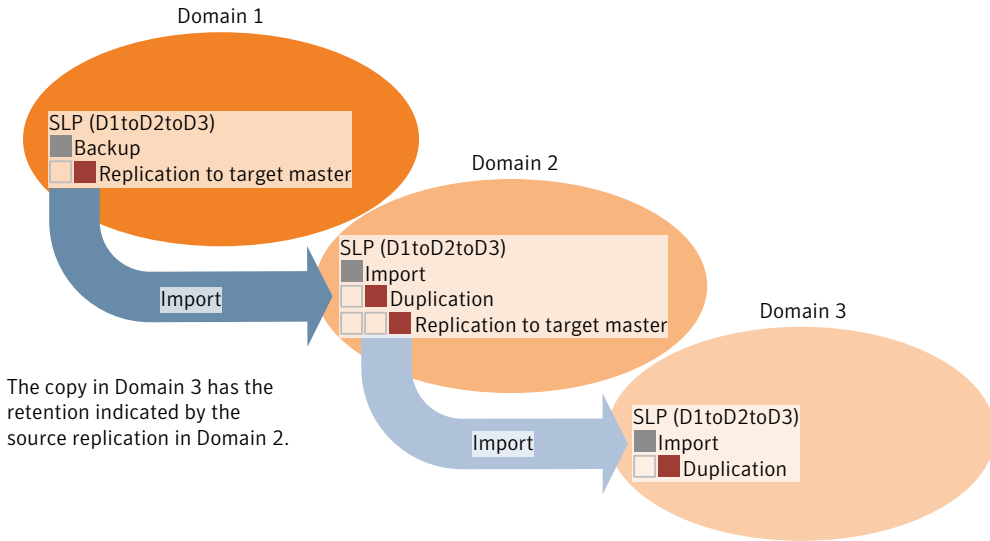 Domain 1
SLP (D1toD2toD3)
Backup
Replication to target master
Import
Domain 2
SLP (D1toD2toD3)
Import
Duplication
Replication to target master
Import
Domain 3
SLP (D1toD2toD3)
Import
Duplication
The copy in Domain 3 has the
retention indicated by the
source replication in Domain 2.